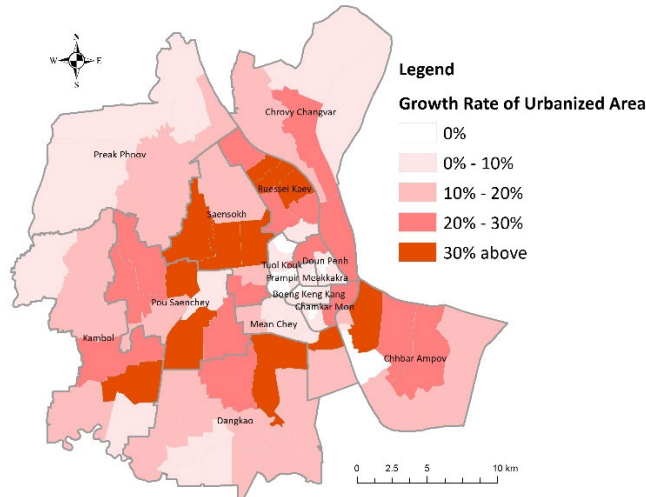 N
W E
S
Legend
Growth Rate of Urbanized Area
0%
0% - 10%
10% - 20%
20% - 30%
30% above
Chrovy Changvar
Preak Phnov
Ruessei Kaev
Saensokh
Tuol Kouk
Doun Penh
Prampir
Meakkakra
Pou Saenchey
Boeng Keng Kang
Chamkar Mon
Mean Chey
Kambol
Chhbar Ampov
Dangkao
0 2.5 5 10 km